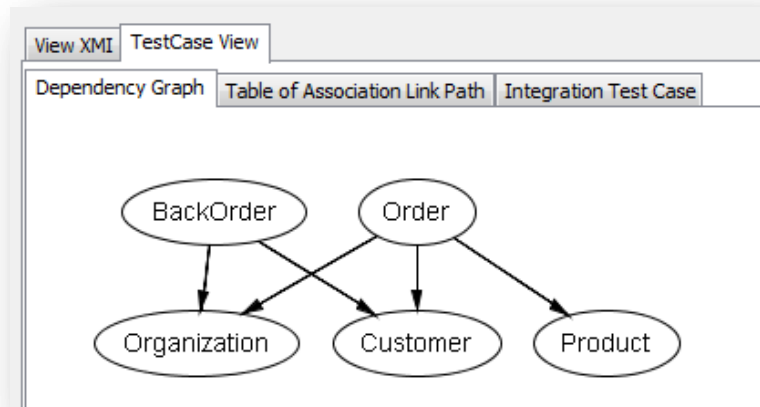 View XMI TestCase View
Dependency Graph Table of Association Link Path Integration Test Case
BackOrder Order
Organization Customer Product